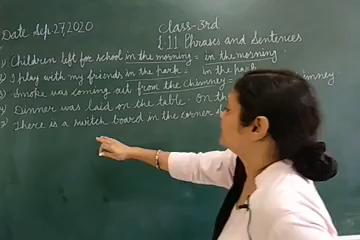 Date Sep 27, 2020
Class-3rd
L11 Phrases and Sentences
1) Children left for school in the morning = in the morning.
2) I play with my friends in the park = in the park
3) Smoke was coming out from the chimney = chimney
4) Dinner was laid on the table. On the
5) There is a switch board in the corner